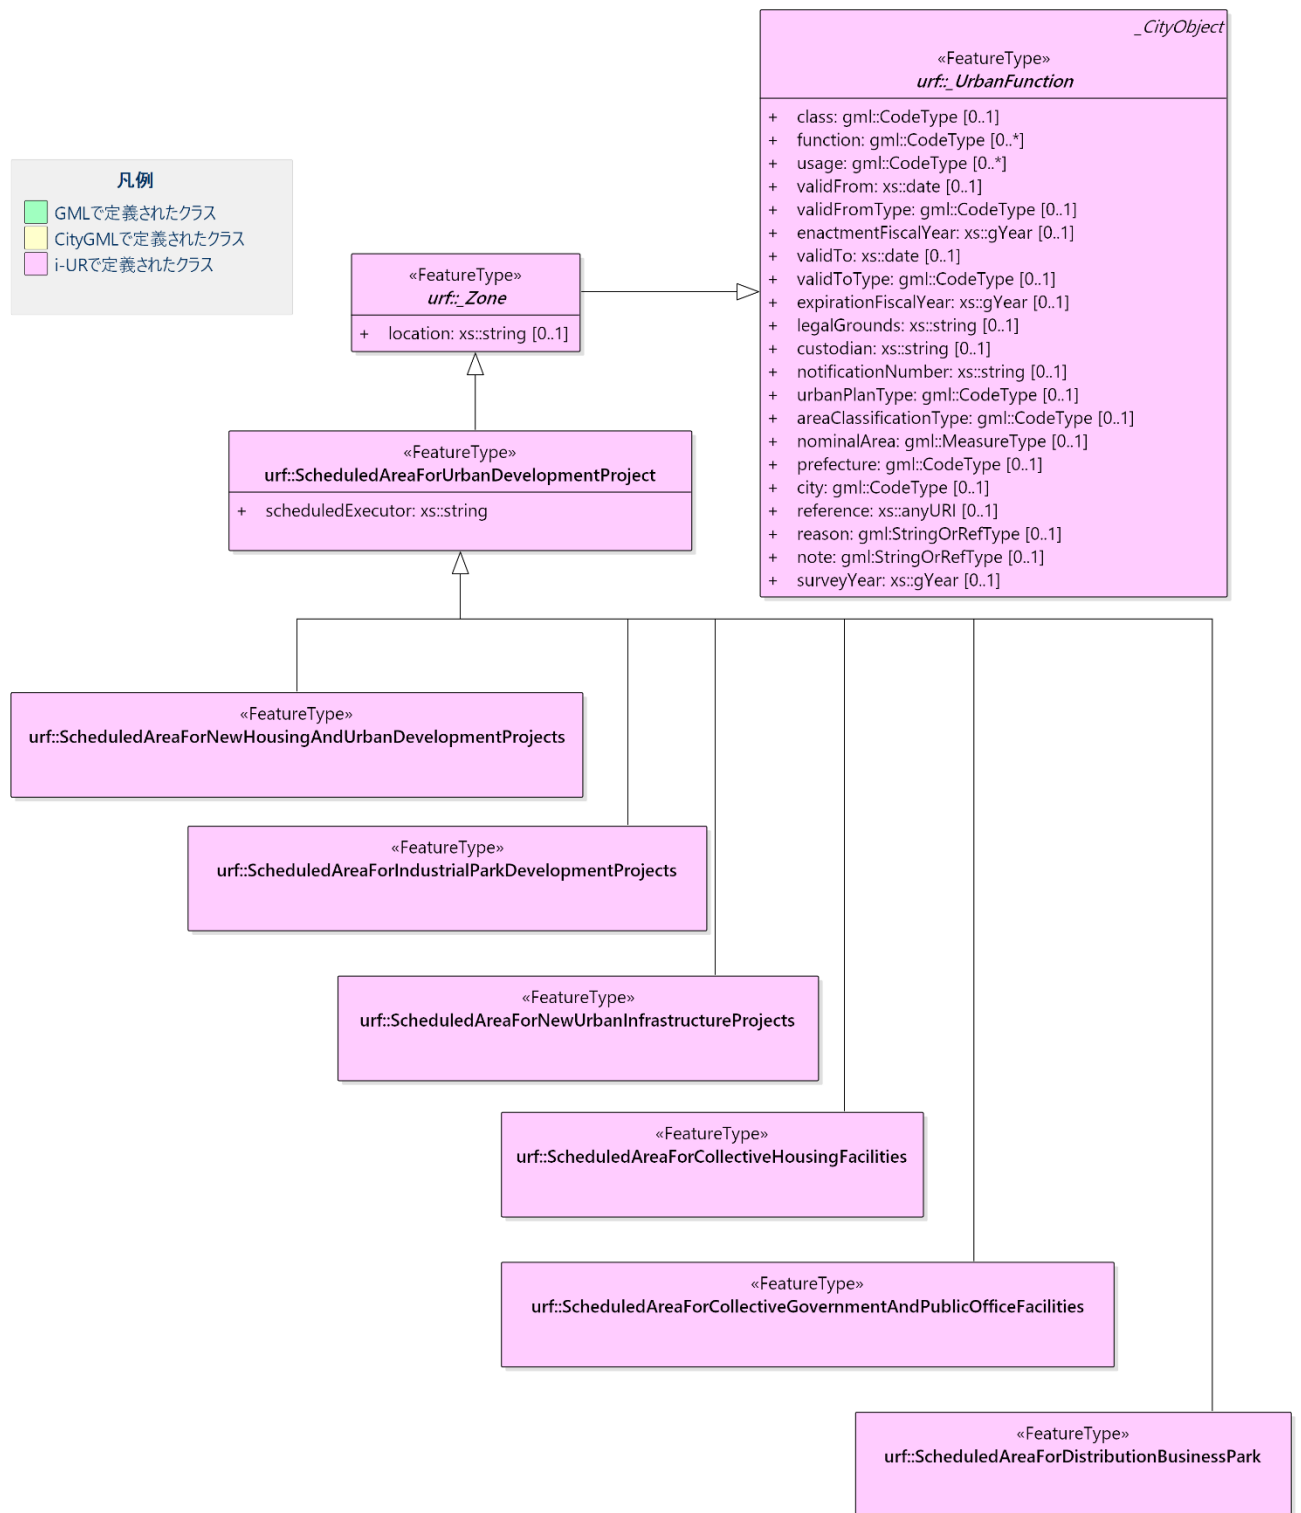 _CityObject
«FeatureType»
urf::_UrbanFunction
+ class: gml::CodeType [0..1]
+ function: gml::CodeType [0..*]
+ usage: gml::CodeType [0..*]
+ validFrom: xs::date [0..1]
+ validFromType: gml::CodeType [0..1]
+ enactmentFiscalYear: xs::gYear [0..1]
+ validTo: xs::date [0..1]
+ validToType: gml::CodeType [0..1]
+ expirationFiscalYear: xs::gYear [0..1]
+ legalGrounds: xs::string [0..1]
+ custodian: xs::string [0..1]
+ notificationNumber: xs::string [0..1]
+ urbanPlanType: gml::CodeType [0..1]
+ areaClassificationType: gml::CodeType [0..1]
+ nominalArea: gml::MeasureType [0..1]
+ prefecture: gml::CodeType [0..1]
+ city: gml::CodeType [0..1]
+ reference: xs::anyURI [0..1]
+ reason: gml:StringOrRefType [0..1]
+ note: gml:StringOrRefType [0..1]
+ surveyYear: xs::gYear [0..1]
凡例
GMLで定義されたクラス
CityGMLで定義されたクラス
i-URで定義されたクラス
«FeatureType»
urf::_Zone
+ location: xs::string [0..1]
«FeatureType»
urf::ScheduledAreaForUrbanDevelopmentProject
+ scheduledExecutor: xs::string
«FeatureType»
urf::ScheduledAreaForNewHousingAndUrbanDevelopmentProjects
«FeatureType»
urf::ScheduledAreaForIndustrialParkDevelopmentProjects
«FeatureType»
urf::ScheduledAreaForNewUrbanInfrastructureProjects
«FeatureType»
urf::ScheduledAreaForCollectiveHousingFacilities
«FeatureType»
urf::ScheduledAreaForCollectiveGovernmentAndPublicOfficeFacilities
«FeatureType»
urf::ScheduledAreaForDistributionBusinessPark